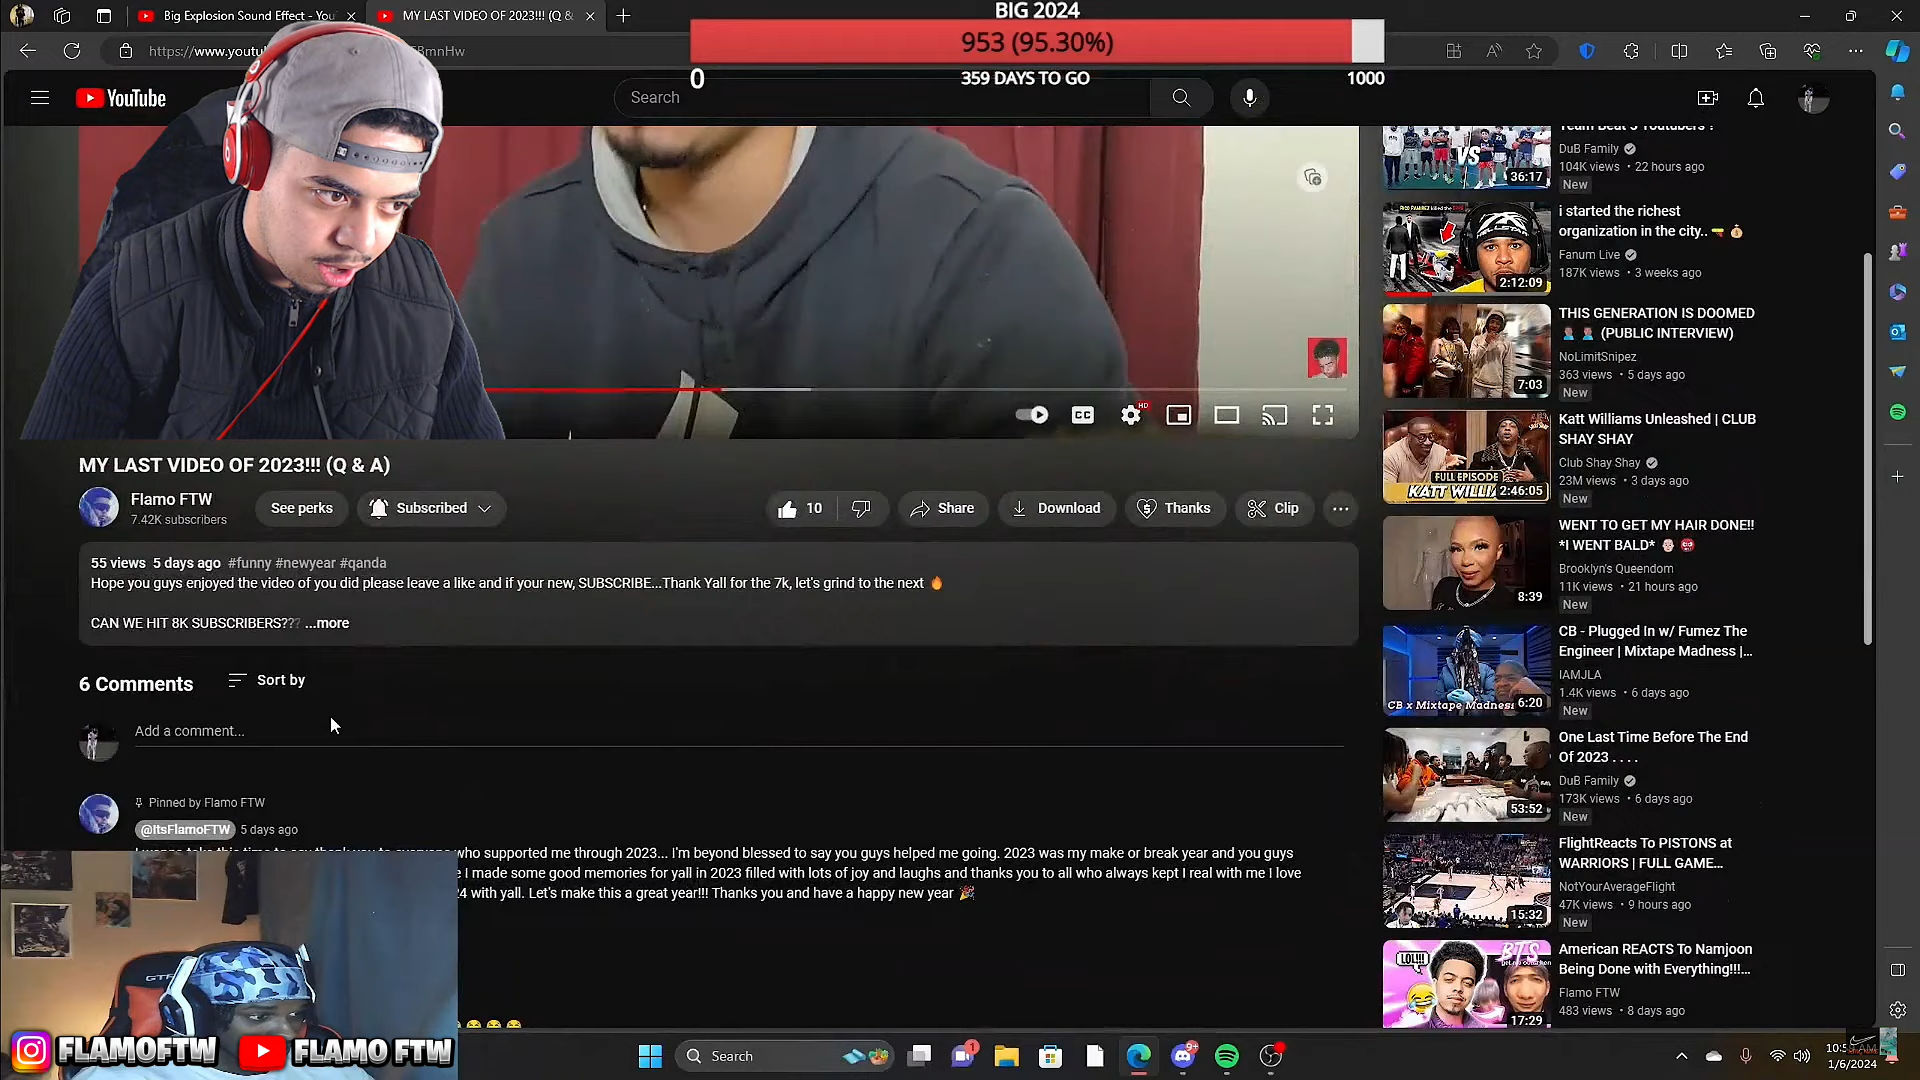 BIG 2024
Big Explosion Sound Effect - You
MY LAST VIDEO OF 2023!!! (Q &
953 (95.30%)
0
359 DAYS TO GO
1000
YouTube
Search
DuB Family
104K views • 22 hours ago
New
VS
36:17
i started the richest
organization in the city..
Fanum Live
187K views • 3 weeks ago
2:12:09
THIS GENERATION IS DOOMED
(PUBLIC INTERVIEW)
NoLimitSnipez
363 views • 5 days ago
New
7:03
Katt Williams Unleashed | CLUB
SHAY SHAY
Club Shay Shay
23M views • 3 days ago
New
FULL EPISODE
2:46:05
CC
HD
MY LAST VIDEO OF 2023!!! (Q & A)
Flamo FTW
7.42K subscribers
See perks
Subscribed
10
Share
Download
Thanks
Clip
55 views 5 days ago #funny #newyear #qanda
Hope you guys enjoyed the video of you did please leave a like and if your new, SUBSCRIBE...Thank Yall for the 7k, let's grind to the next 🔥
CAN WE HIT 8K SUBSCRIBERS??? ...more
6 Comments
Sort by
Add a comment...
Pinned by Flamo FTW
@ItsFlamoFTW 5 days ago
who supported me through 2023... I'm beyond blessed to say you guys helped me going. 2023 was my make or break year and you guys
I made some good memories for yall in 2023 filled with lots of joy and laughs and thanks you to all who always kept I real with me I love
24 with yall. Let's make this a great year!!! Thanks you and have a happy new year 🎉
WENT TO GET MY HAIR DONE!!
*I WENT BALD*
Brooklyn's Queendom
11K views • 21 hours ago
New
8:39
CB - Plugged In w/ Fumez The
Engineer | Mixtape Madness |...
IAMJLA
1.4K views • 6 days ago
New
CB x Mixtape Madness
6:20
One Last Time Before The End
Of 2023 . . . .
DuB Family
173K views • 6 days ago
New
53:52
FlightReacts To PISTONS at
WARRIORS | FULL GAME...
NotYourAverageFlight
47K views • 9 hours ago
New
15:32
American REACTS To Namjoon
Being Done with Everything!!!...
Flamo FTW
483 views • 8 days ago
LOL!!!
BTS
17:29
FLAMOFTW
FLAMO FTW
Search
1/6/2024